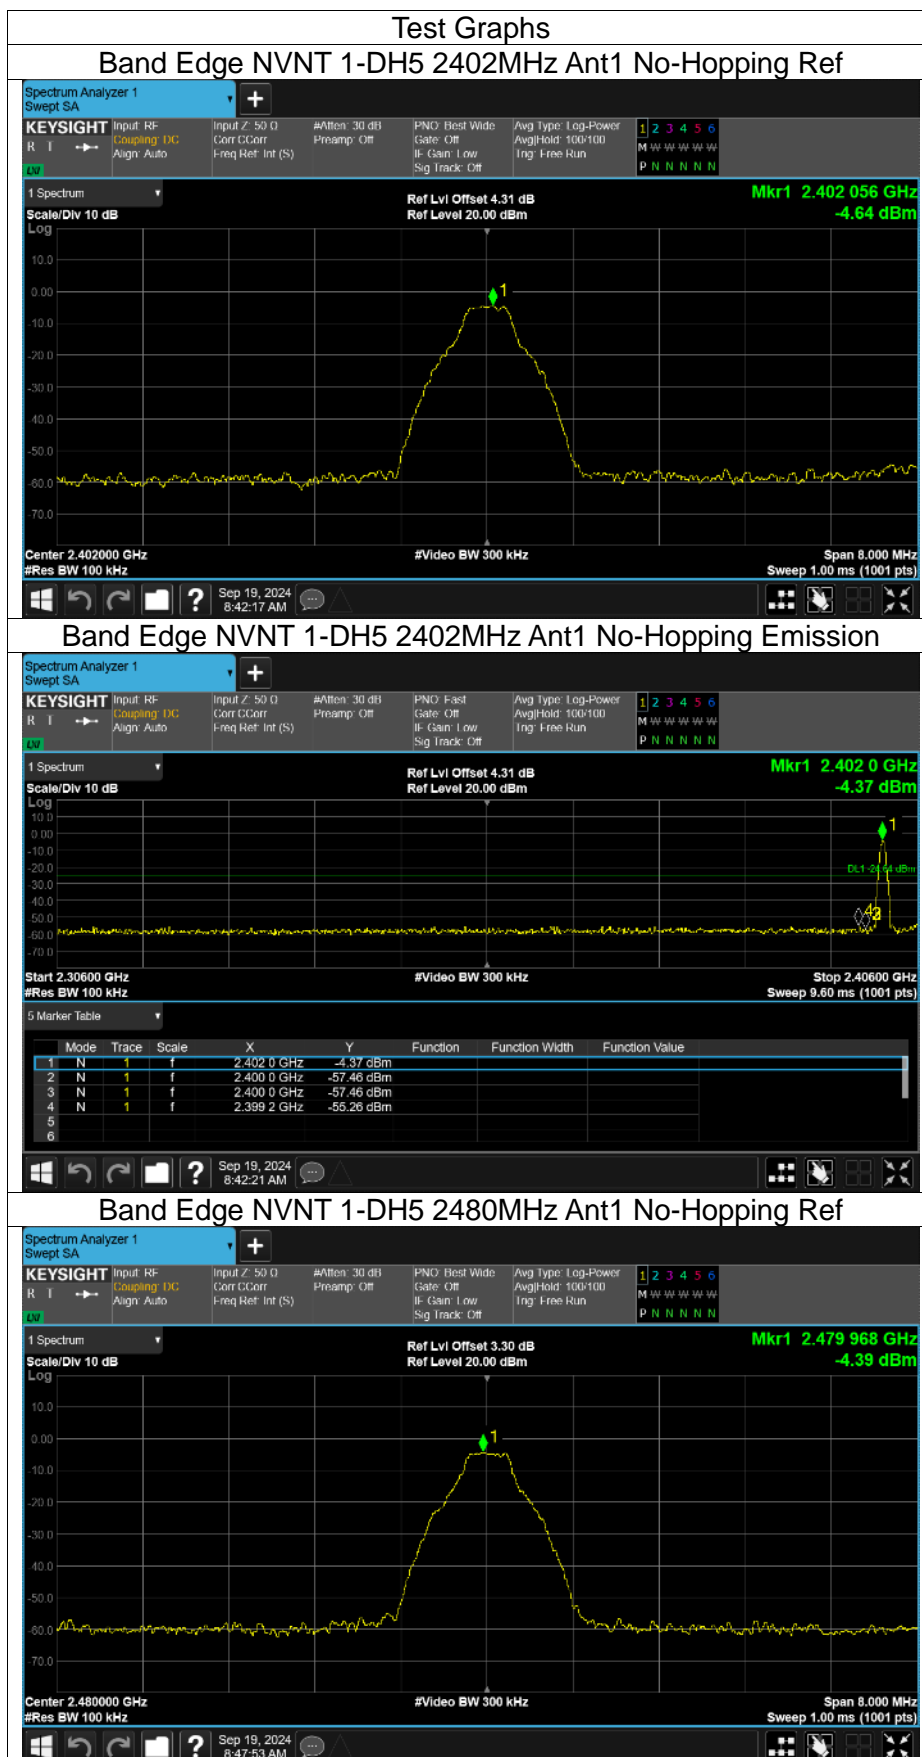 Test Graphs
Band Edge NVNT 1-DH5 2402MHz Ant1 No-Hopping Ref
Spectrum Analyzer 1
Swept SA
+
KEYSIGHT Input: RF Input Z: 50 Ω #Atten: 30 dB PNO: Best Wide Avg Type: Log-Power 1 2 3 4 5 6
R T Coupling: DC Corr CCorr Preamp: Off Gate: Off Avg|Hold: 100/100 M W W W W W
Align: Auto Freq Ref: Int (S) IF Gain: Low Trig: Free Run
LXI Sig Track: Off P N N N N N
1 Spectrum Ref Lvl Offset 4.31 dB Mkr1 2.402 056 GHz
Scale/Div 10 dB Ref Level 20.00 dBm -4.64 dBm
Log
10.0
0.00
1
-10.0
-20.0
-30.0
-40.0
-50.0
-60.0
-70.0
Center 2.402000 GHz #Video BW 300 kHz Span 8.000 MHz
#Res BW 100 kHz Sweep 1.00 ms (1001 pts)
? Sep 19, 2024
8:42:17 AM
Band Edge NVNT 1-DH5 2402MHz Ant1 No-Hopping Emission
Spectrum Analyzer 1
Swept SA
+
KEYSIGHT Input: RF Input Z: 50 Ω #Atten: 30 dB PNO: Fast Avg Type: Log-Power 1 2 3 4 5 6
R T Coupling: DC Corr CCorr Preamp: Off Gate: Off Avg|Hold: 100/100 M W W W W W
Align: Auto Freq Ref: Int (S) IF Gain: Low Trig: Free Run
LXI Sig Track: Off P N N N N N
1 Spectrum Ref Lvl Offset 4.31 dB Mkr1 2.402 0 GHz
Scale/Div 10 dB Ref Level 20.00 dBm -4.37 dBm
Log
10.0
0.00 1
-10.0
-20.0 DL1 -24.64 dBm
-30.0
-40.0
-50.0 4
-60.0
-70.0
Start 2.30600 GHz #Video BW 300 kHz Stop 2.40600 GHz
#Res BW 100 kHz Sweep 9.60 ms (1001 pts)
5 Marker Table
Mode Trace Scale X Y Function Function Width Function Value
1 N 1 f 2.402 0 GHz -4.37 dBm
2 N 1 f 2.400 0 GHz -57.46 dBm
3 N 1 f 2.400 0 GHz -57.46 dBm
4 N 1 f 2.399 2 GHz -55.26 dBm
5
6
? Sep 19, 2024
8:42:21 AM
Band Edge NVNT 1-DH5 2480MHz Ant1 No-Hopping Ref
Spectrum Analyzer 1
Swept SA
+
KEYSIGHT Input: RF Input Z: 50 Ω #Atten: 30 dB PNO: Best Wide Avg Type: Log-Power 1 2 3 4 5 6
R T Coupling: DC Corr CCorr Preamp: Off Gate: Off Avg|Hold: 100/100 M W W W W W
Align: Auto Freq Ref: Int (S) IF Gain: Low Trig: Free Run
LXI Sig Track: Off P N N N N N
1 Spectrum Ref Lvl Offset 3.30 dB Mkr1 2.479 968 GHz
Scale/Div 10 dB Ref Level 20.00 dBm -4.39 dBm
Log
10.0
0.00
1
-10.0
-20.0
-30.0
-40.0
-50.0
-60.0
-70.0
Center 2.480000 GHz #Video BW 300 kHz Span 8.000 MHz
#Res BW 100 kHz Sweep 1.00 ms (1001 pts)
? Sep 19, 2024
8:47:53 AM